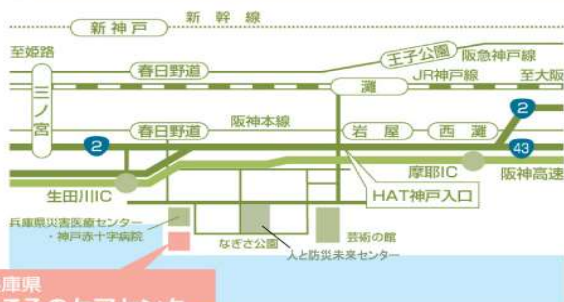 新幹線
新神戸
至姫路
王子公園
阪急神戸線
春日野道
JR神戸線
至大阪
三ノ宮
灘
2
阪神本線
2
春日野道
岩屋
西灘
43
摩耶IC
阪神高速
生田川IC
HAT神戸入口
兵庫県災害医療センター
・神戸赤十字病院
なぎさ公園
芸術の館
人と防災未来センター
兵庫県